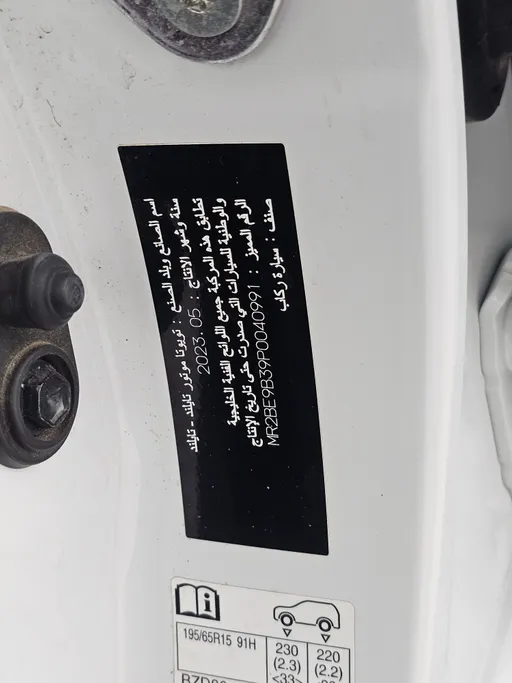 اسم الصانع وبلد الصنع : تويوتا موتور تايلند - تايلند
سنة وشهر الانتاج : 2023.05
تطابق هذه المركبة جميع اللوائح الفنية الخليجية
والوطنية للسيارات التي صدرت حتى تاريخ الإنتاج
الرقم المميز : MR2BE9B39P0040991
صنف : سيارة ركاب
195/65R15 91H
230 220
(2.3) (2.2)
<33>